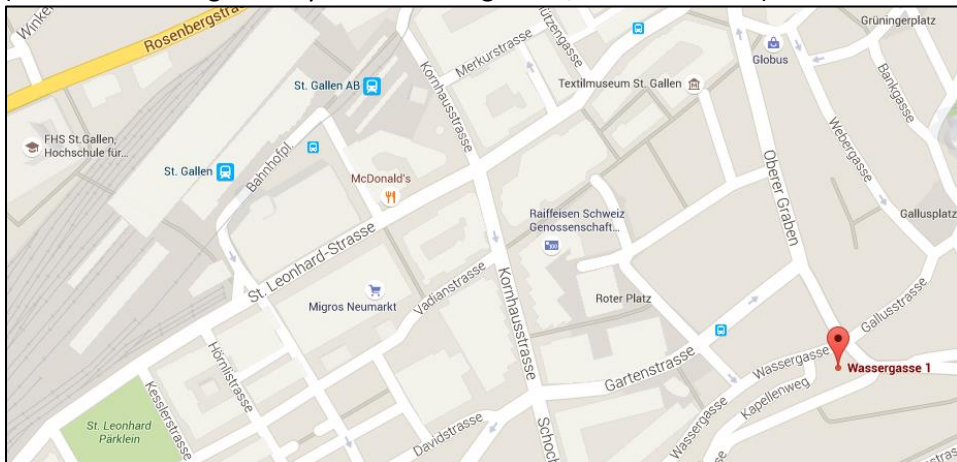 Rosenbergstra
Kornhausstrasse
Merkurstrasse
Grüningerplatz
Globus
Bankgasse
Textilmuseum St. Gallen
St. Gallen AB
FHS St.Gallen,
Hochschule für...
Bahnhofpl.
St. Gallen
McDonald's
Webergasse
Oberer Graben
Raiffeisen Schweiz
Genossenschaft...
Gallusplatz
St. Leonhard-Strasse
Migros Neumarkt
Vadianstrasse
Kornhausstrasse
Roter Platz
Gallusstrasse
Gartenstrasse
Wassergasse
Wassergasse 1
Hörnlistrasse
Kesslerstrasse
Kapellenweg
Wassergasse
St. Leonhard
Pärklein
Davidstrasse
Schoch